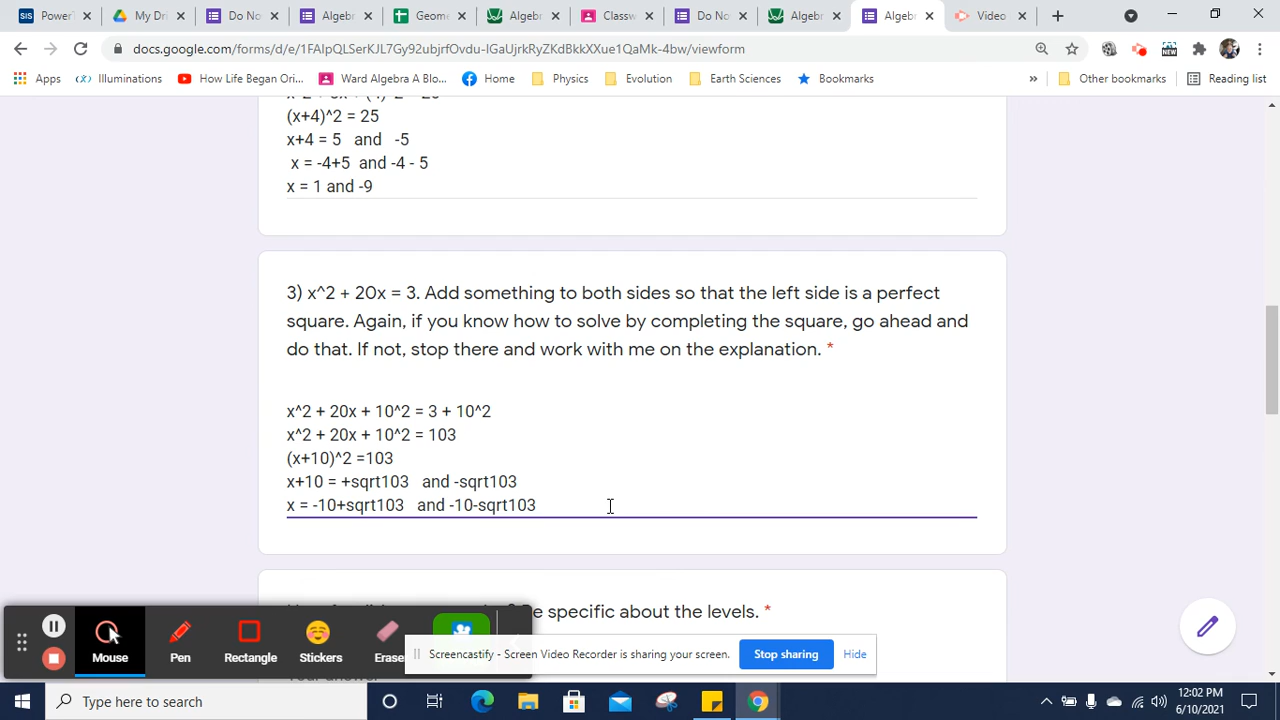 My Dri
Do No
Algebr
Geome
Algebr
Classw
Do No
Algebr
Algebr
Video
docs.google.com/forms/d/e/1FAIpQLSerKJL7Gy92ubjrfOvdu-IGaUjrkRyZKdBkkXXue1QaMk-4bw/viewform
Apps
Illuminations
How Life Began Ori...
Ward Algebra A Blo...
Home
Physics
Evolution
Earth Sciences
Bookmarks
»
Other bookmarks
Reading list
(x+4)^2 = 25
x+4 = 5 and -5
x = -4+5 and -4 - 5
x = 1 and -9
3) x^2 + 20x = 3. Add something to both sides so that the left side is a perfect
square. Again, if you know how to solve by completing the square, go ahead and
do that. If not, stop there and work with me on the explanation. *
x^2 + 20x + 10^2 = 3 + 10^2
x^2 + 20x + 10^2 = 103
(x+10)^2 =103
x+10 = +sqrt103 and -sqrt103
x = -10+sqrt103 and -10-sqrt103
e specific about the levels. *
Mouse
Pen
Rectangle
Stickers
Erase
Screencastify - Screen Video Recorder is sharing your screen.
Stop sharing
Hide
Type here to search
12:02 PM
6/10/2021